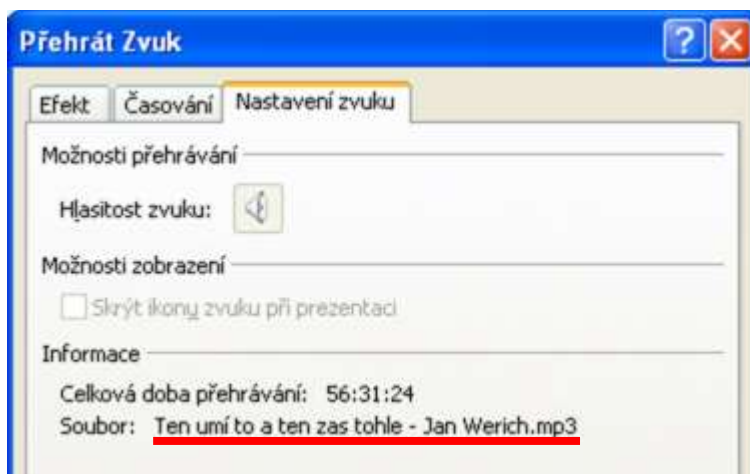 Přehrát Zvuk
Efekt Časování Nastavení zvuku
Možnosti přehrávání
Hlasitost zvuku:
Možnosti zobrazení
Skrýt ikony zvuku při prezentaci
Informace
Celková doba přehrávání: 56:31:24
Soubor: Ten umí to a ten zas tohle - Jan Werich.mp3